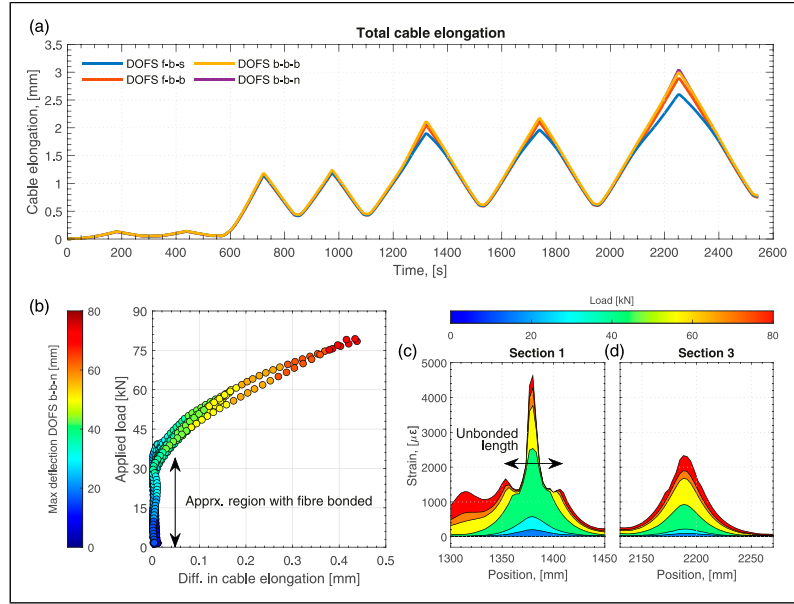 (a)
Total cable elongation
Cable elongation, [mm]
3.5
3
2.5
2
1.5
1
0.5
0
DOFS f-b-s
DOFS b-b-b
DOFS f-b-b
DOFS b-b-n
0 200 400 600 800 1000 1200 1400 1600 1800 2000 2200 2400 2600
Time, [s]
(b)
Max deflection DOFS b-b-n [mm]
80
60
40
20
0
Applied load [kN]
90
75
60
45
30
15
0
Apprx. region with fibre bonded
0 0.1 0.2 0.3 0.4 0.5
Diff. in cable elongation [mm]
Load [kN]
0 20 40 60 80
(c)
Section 1
Strain, [με]
5000
4000
3000
2000
1000
0
Unbonded
length
1300 1350 1400 1450
Position, [mm]
(d)
Section 3
2150 2200 2250
Position, [mm]